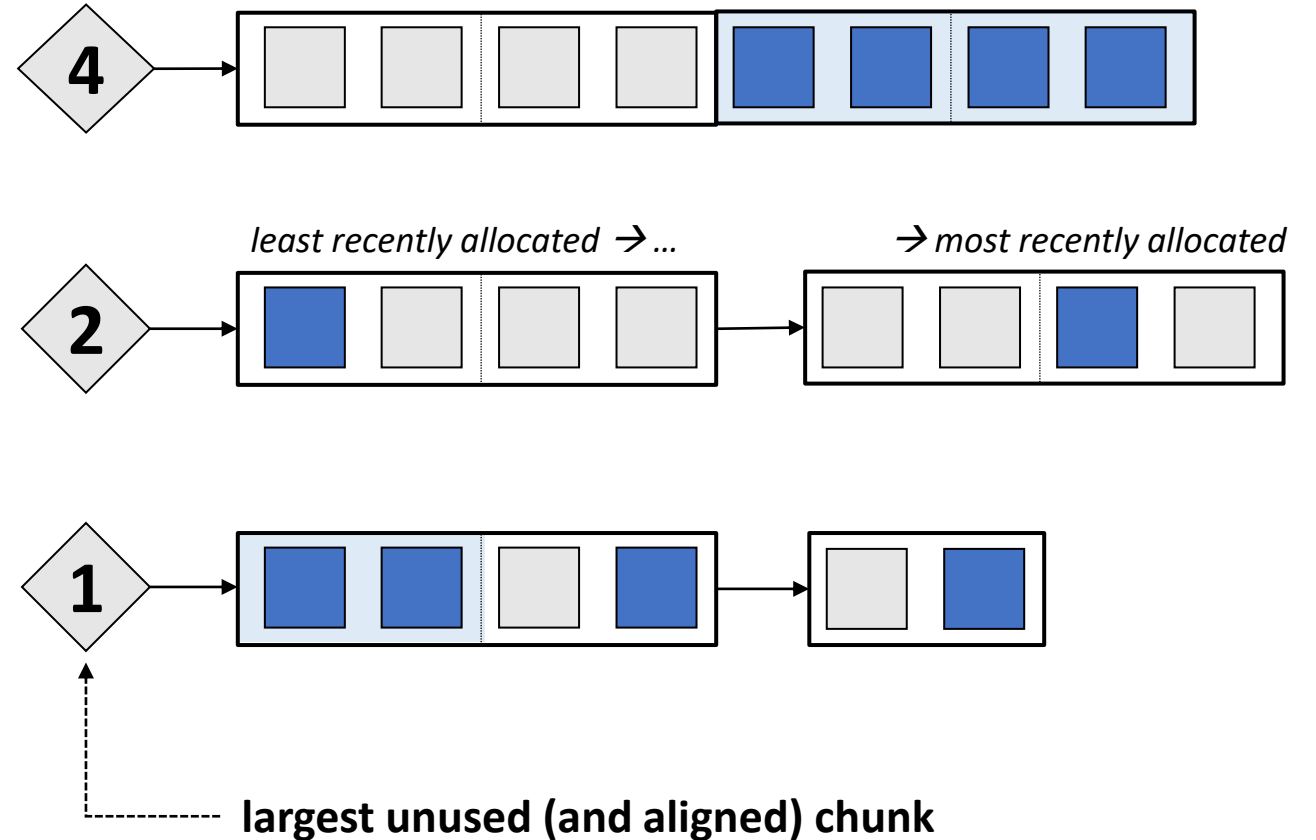 4
least recently allocated → ...
→ most recently allocated
2
1
largest unused (and aligned) chunk